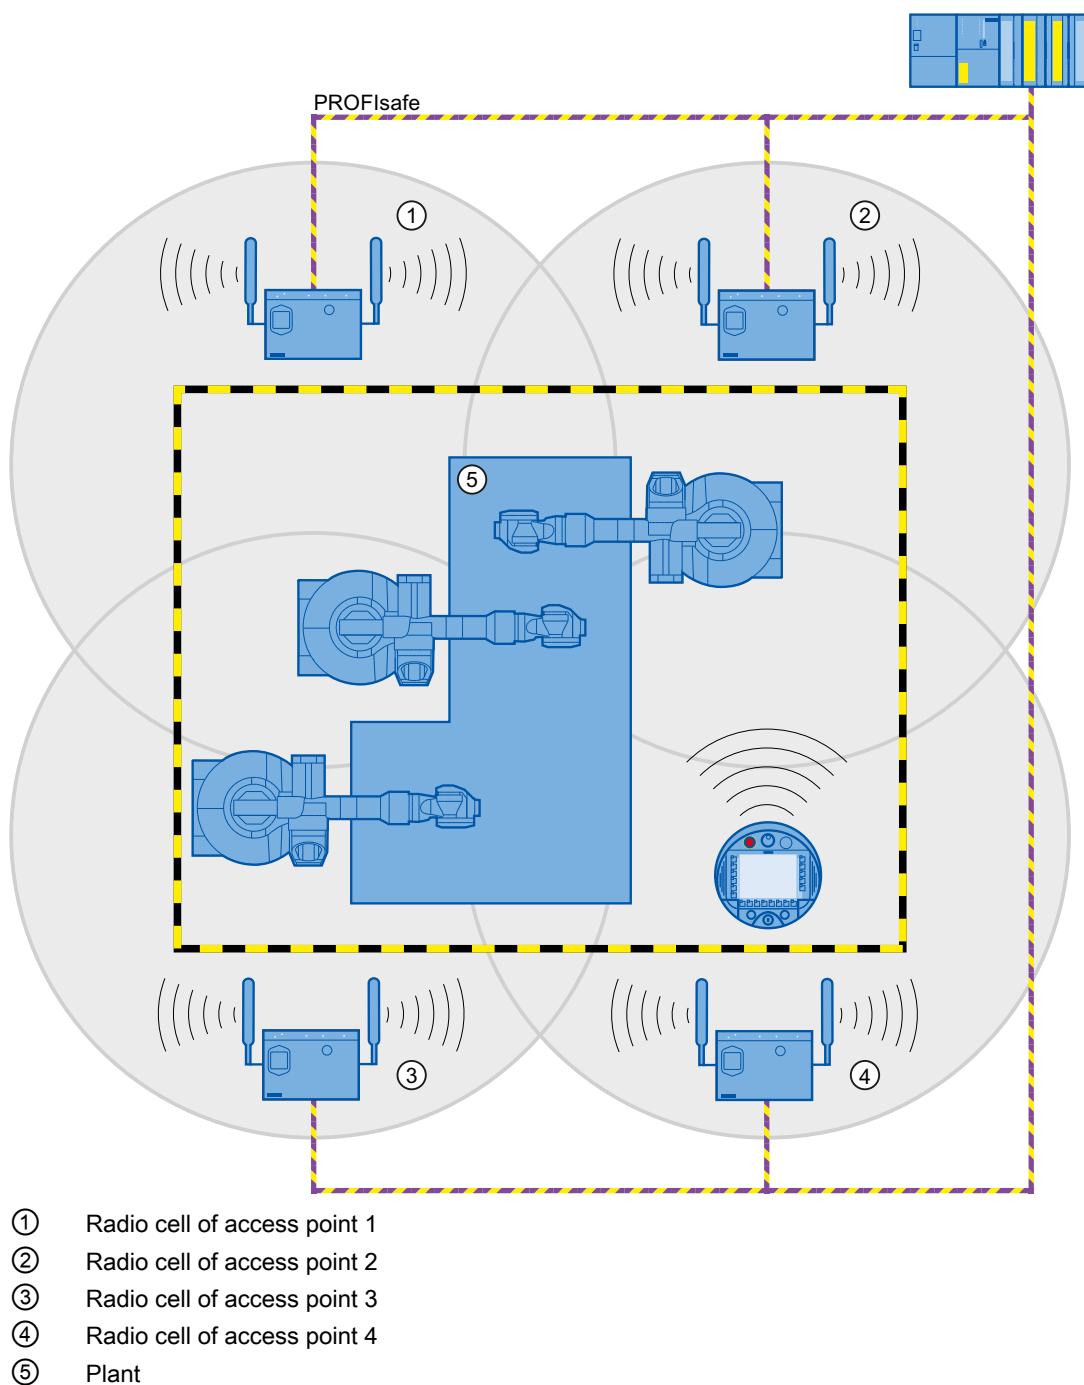 PROFIsafe
①
②
⑤
③
④
① Radio cell of access point 1
② Radio cell of access point 2
③ Radio cell of access point 3
④ Radio cell of access point 4
⑤ Plant